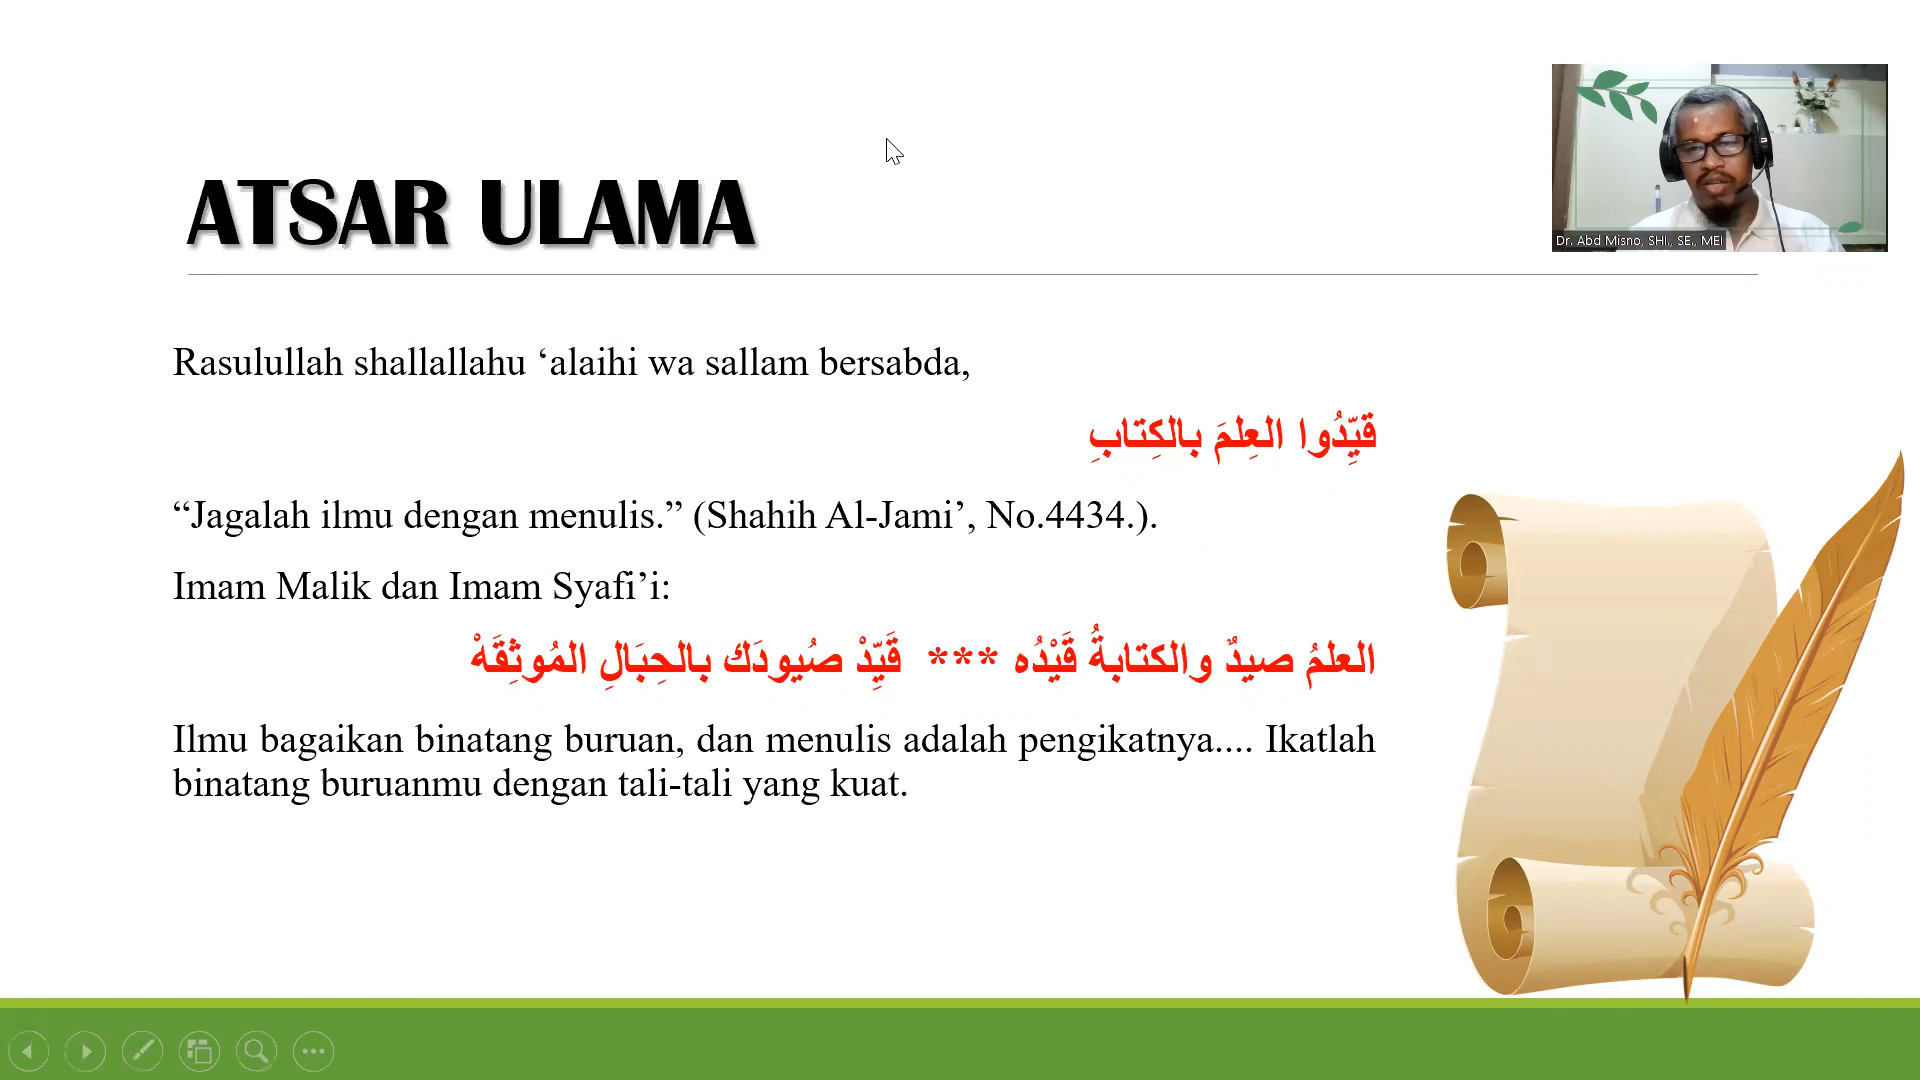 Dr. Abd Misno, SHI., SE., MEI
ATSAR ULAMA
Rasulullah shallallahu ‘alaihi wa sallam bersabda,
قَيِّدُوا العِلمَ بالكِتابِ
“Jagalah ilmu dengan menulis.” (Shahih Al-Jami’, No.4434.).
Imam Malik dan Imam Syafi’i:
العلمُ صيدٌ والكتابةُ قَيْدُه *** قَيِّدْ صُيودَك بالحِبَالِ المُوثِقَهْ
Ilmu bagaikan binatang buruan, dan menulis adalah pengikatnya.... Ikatlah
binatang buruanmu dengan tali-tali yang kuat.